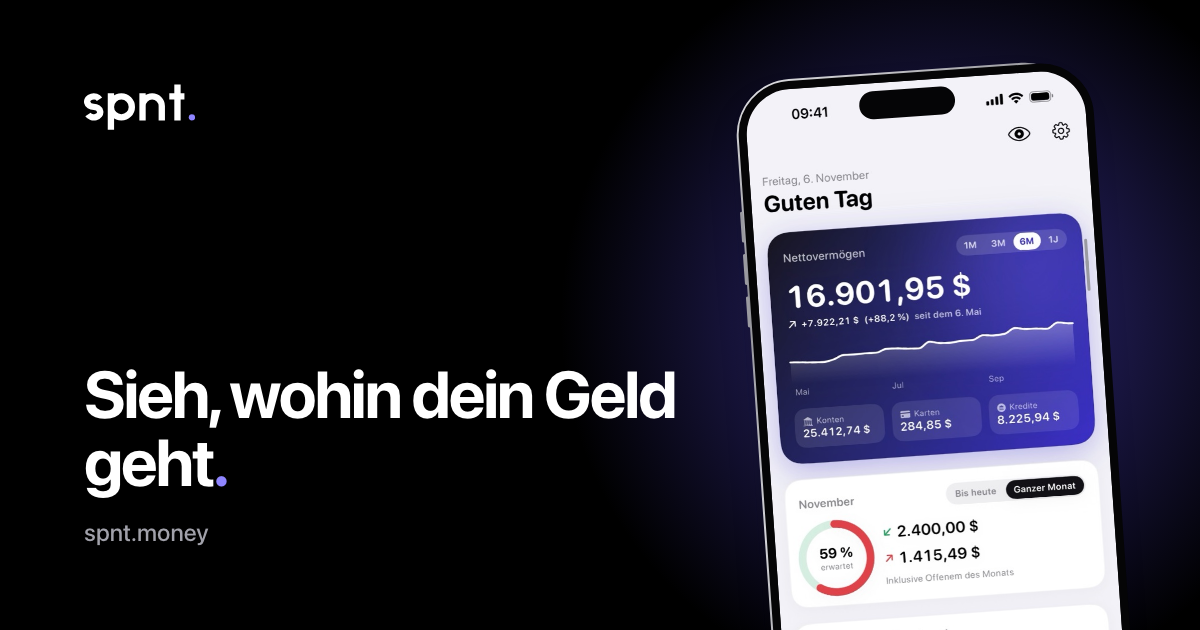 spnt.
Sieh, wohin dein Geld
geht.
spnt.money
09:41
Freitag, 6. November
Guten Tag
Nettovermögen
1M 3M 6M 1J
16.901,95 $
+7.922,21 $ (+88,2 %) seit dem 6. Mai
Mai Jul Sep
Konten
25.412,74 $
Karten
284,85 $
Kredite
8.225,94 $
November
Bis heute Ganzer Monat
59 %
erwartet
2.400,00 $
1.415,49 $
Inklusive Offenem des Monats